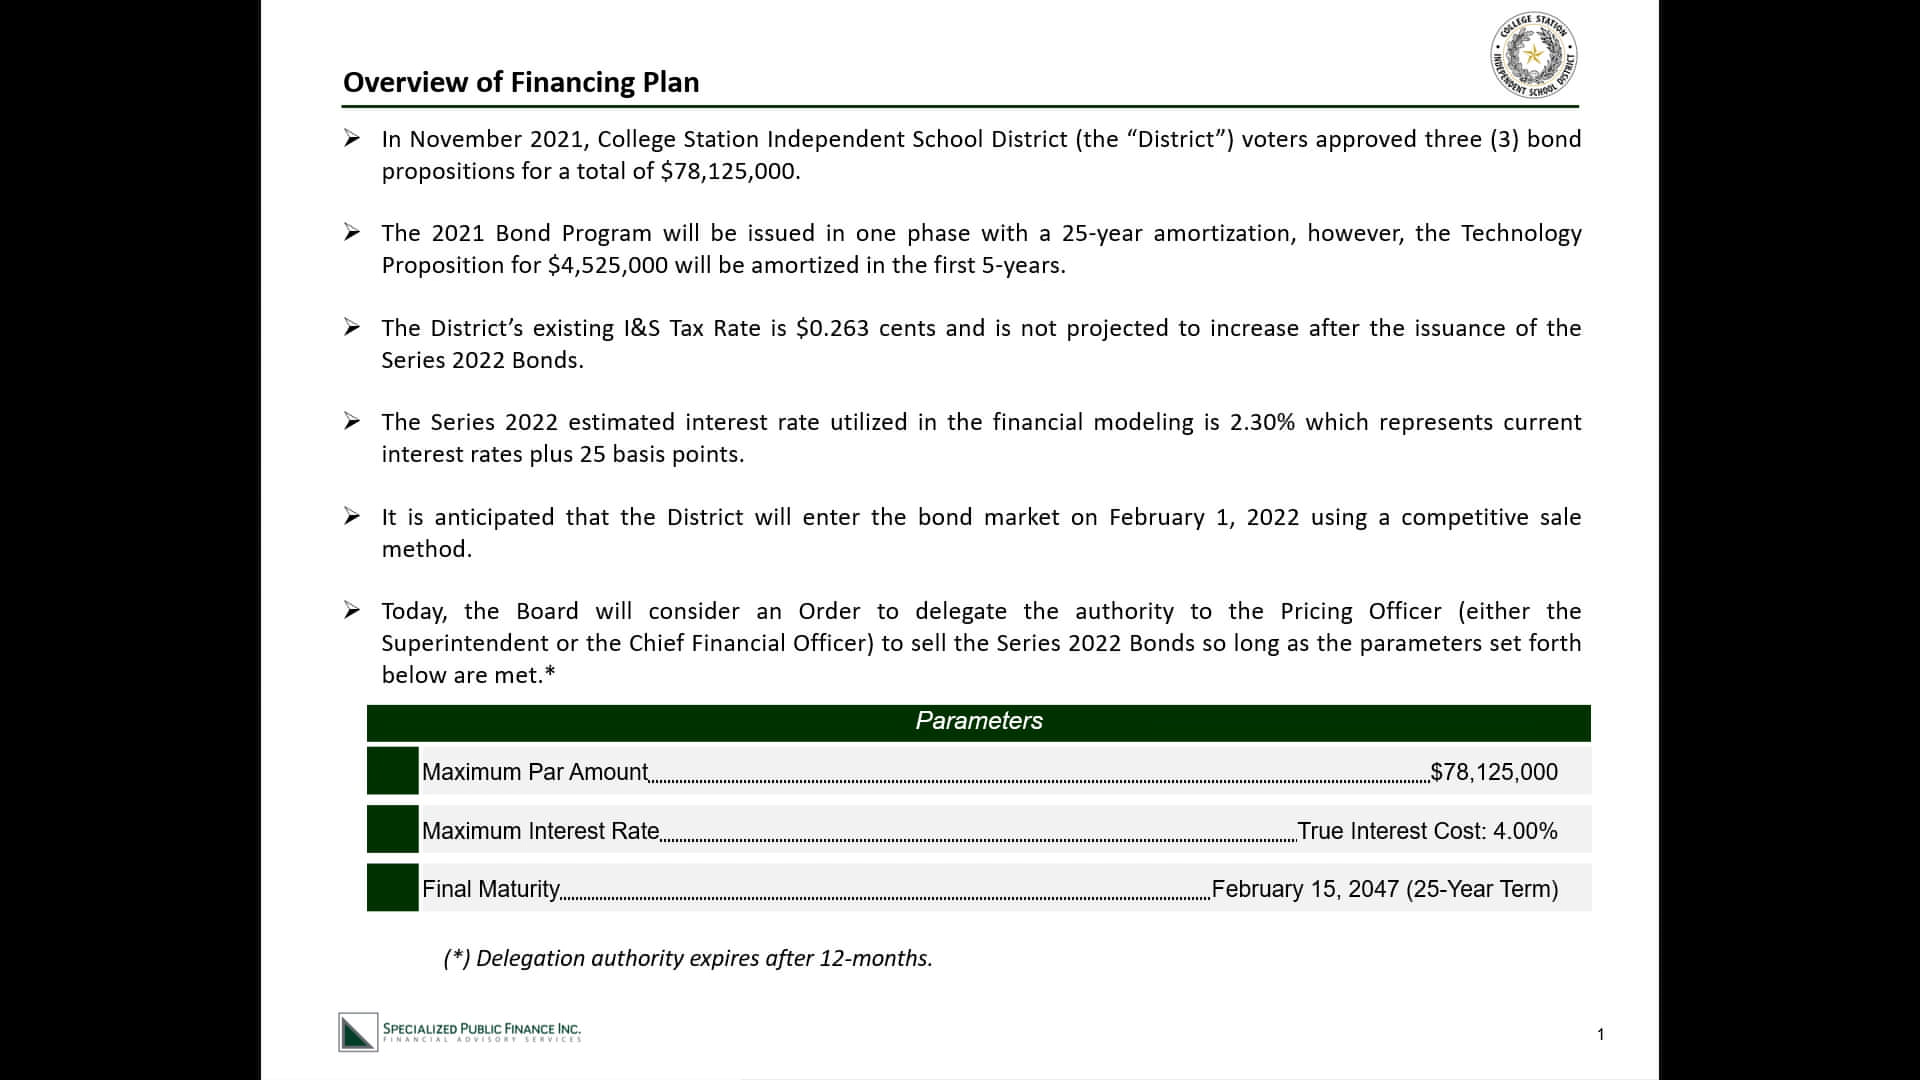 COLLEGE STATION
INDEPENDENT SCHOOL DISTRICT
Overview of Financing Plan
In November 2021, College Station Independent School District (the “District”) voters approved three (3) bond
propositions for a total of $78,125,000.
The 2021 Bond Program will be issued in one phase with a 25-year amortization, however, the Technology
Proposition for $4,525,000 will be amortized in the first 5-years.
The District’s existing I&S Tax Rate is $0.263 cents and is not projected to increase after the issuance of the
Series 2022 Bonds.
The Series 2022 estimated interest rate utilized in the financial modeling is 2.30% which represents current
interest rates plus 25 basis points.
It is anticipated that the District will enter the bond market on February 1, 2022 using a competitive sale
method.
Today, the Board will consider an Order to delegate the authority to the Pricing Officer (either the
Superintendent or the Chief Financial Officer) to sell the Series 2022 Bonds so long as the parameters set forth
below are met.*
Parameters
Maximum Par Amount $78,125,000
Maximum Interest Rate True Interest Cost: 4.00%
Final Maturity February 15, 2047 (25-Year Term)
(*) Delegation authority expires after 12-months.
SPECIALIZED PUBLIC FINANCE INC.
FINANCIAL ADVISORY SERVICES
1